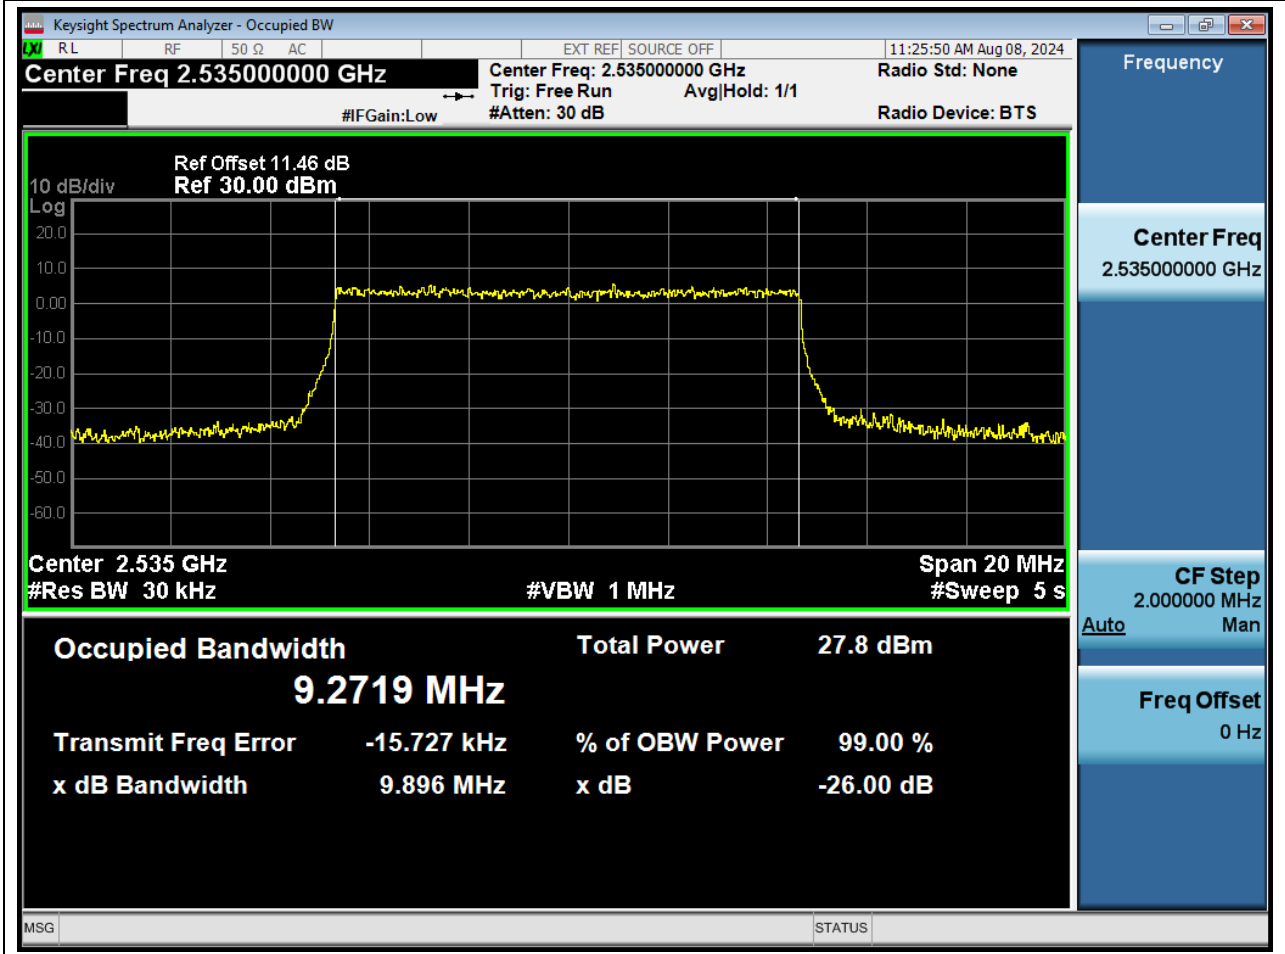 Keysight Spectrum Analyzer - Occupied BW
LXI RL RF 50 Ω AC EXT REF SOURCE OFF 11:25:50 AM Aug 08, 2024
Center Freq 2.535000000 GHz
Center Freq: 2.535000000 GHz
Radio Std: None
Trig: Free Run Avg|Hold: 1/1
#IFGain:Low
#Atten: 30 dB
Radio Device: BTS
Ref Offset 11.46 dB
10 dB/div Ref 30.00 dBm
Log
20.0
10.0
0.00
-10.0
-20.0
-30.0
-40.0
-50.0
-60.0
Center 2.535 GHz Span 20 MHz
#Res BW 30 kHz #VBW 1 MHz #Sweep 5 s
Occupied Bandwidth Total Power 27.8 dBm
9.2719 MHz
Transmit Freq Error -15.727 kHz % of OBW Power 99.00 %
x dB Bandwidth 9.896 MHz x dB -26.00 dB
MSG STATUS
Frequency
Center Freq
2.535000000 GHz
CF Step
2.000000 MHz
Auto Man
Freq Offset
0 Hz